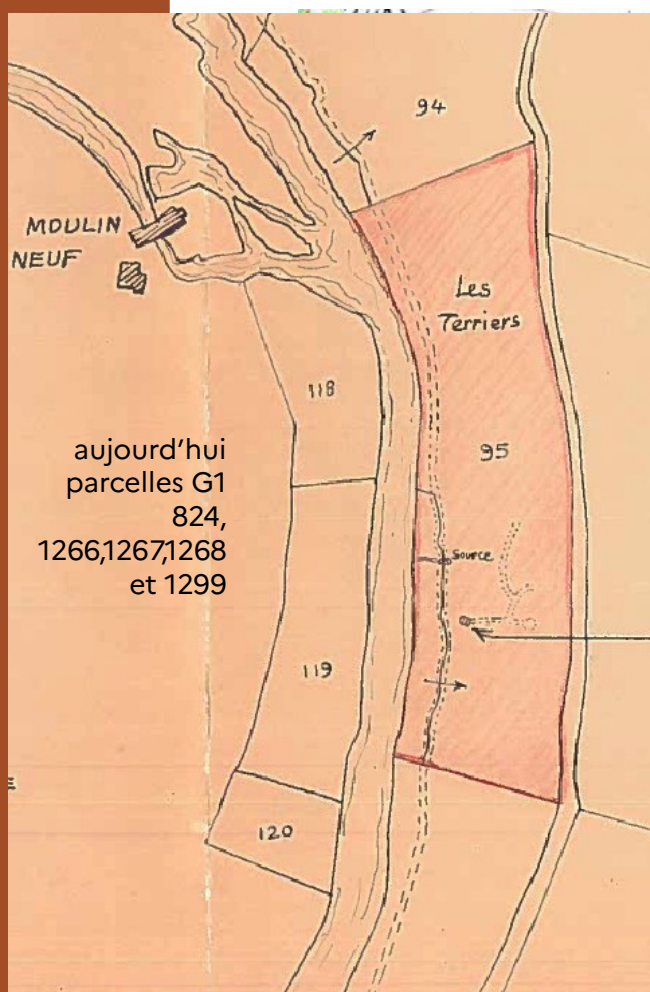 94
MOULIN
NEUF
Les
Terriers
118
95
aujourd'hui
parcelles G1
824,
1266,1267,1268
et 1299
Source
119
120